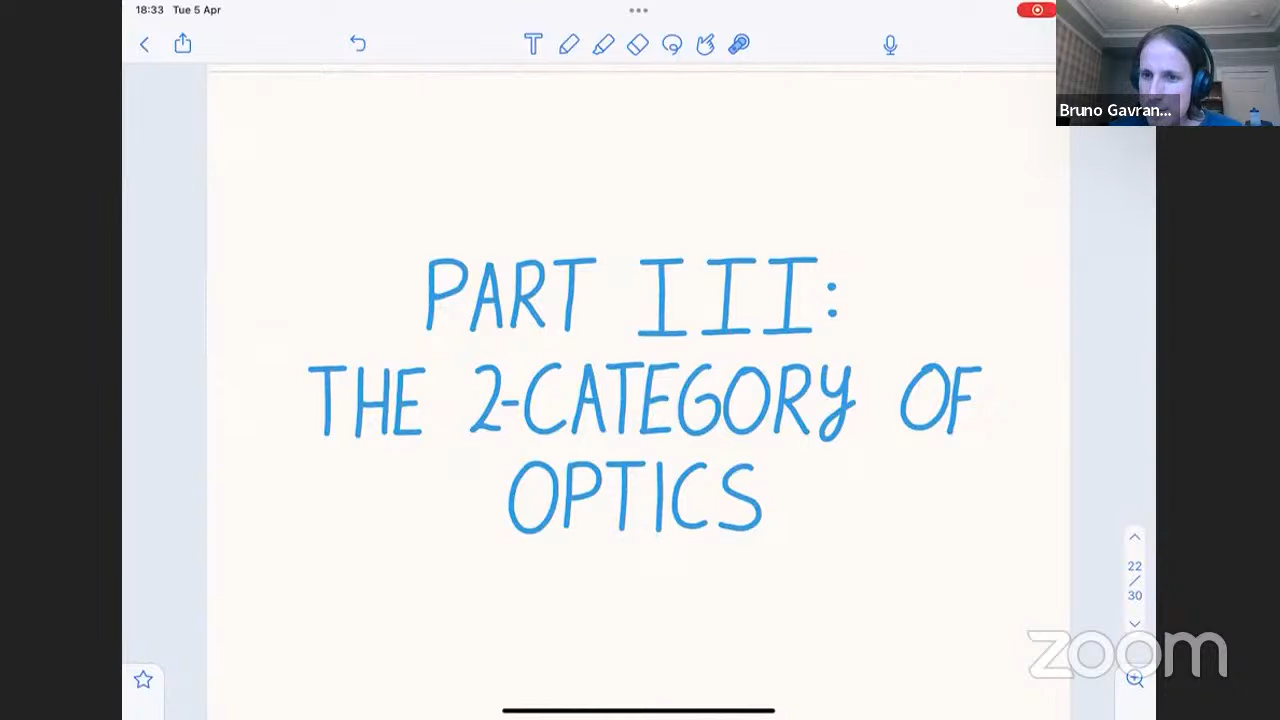 18:33 Tue 5 Apr
Bruno Gavran...
PART III:
THE 2-CATEGORY OF
OPTICS
22
/
30
zoom